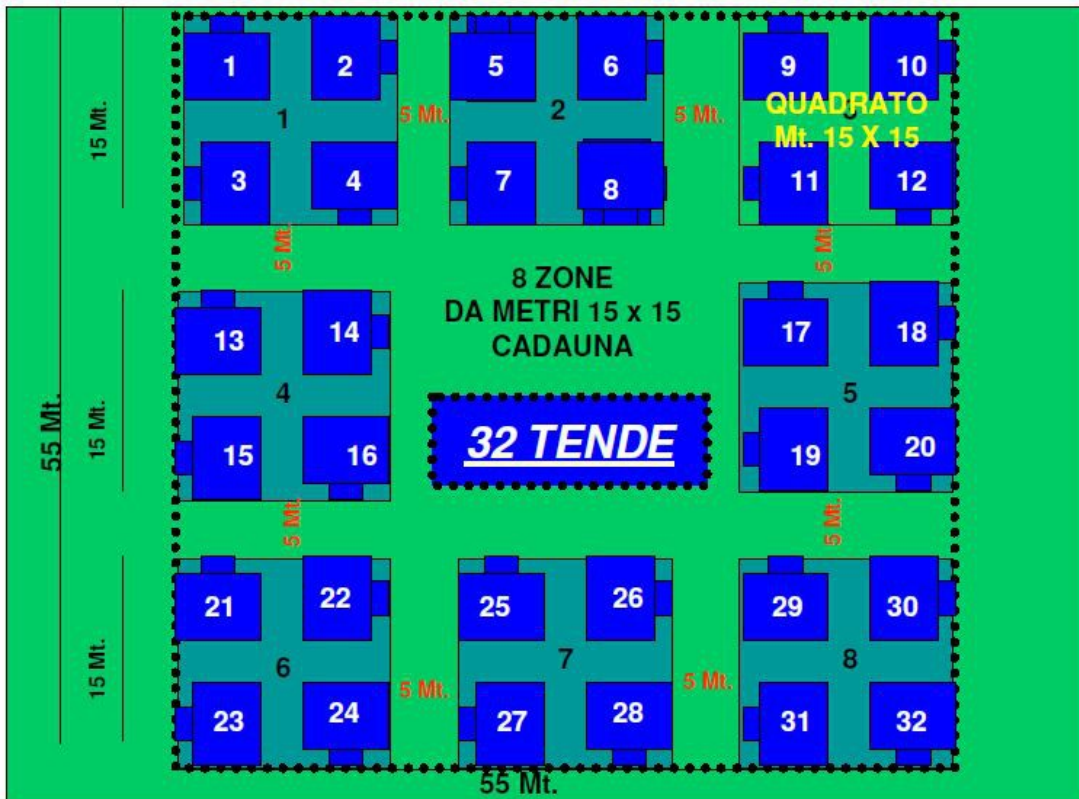 1
2
5
6
9
10
15 Mt.
1
5 Mt.
2
5 Mt.
QUADRATO
3
Mt. 15 X 15
3
4
7
8
11
12
5 Mt.
5 Mt.
8 ZONE
DA METRI 15 x 15
CADAUNA
13
14
17
18
55 Mt.
15 Mt.
4
32 TENDE
5
15
16
19
20
5 Mt.
5 Mt.
21
22
25
26
29
30
15 Mt.
6
5 Mt.
7
5 Mt.
8
23
24
27
28
31
32
55 Mt.